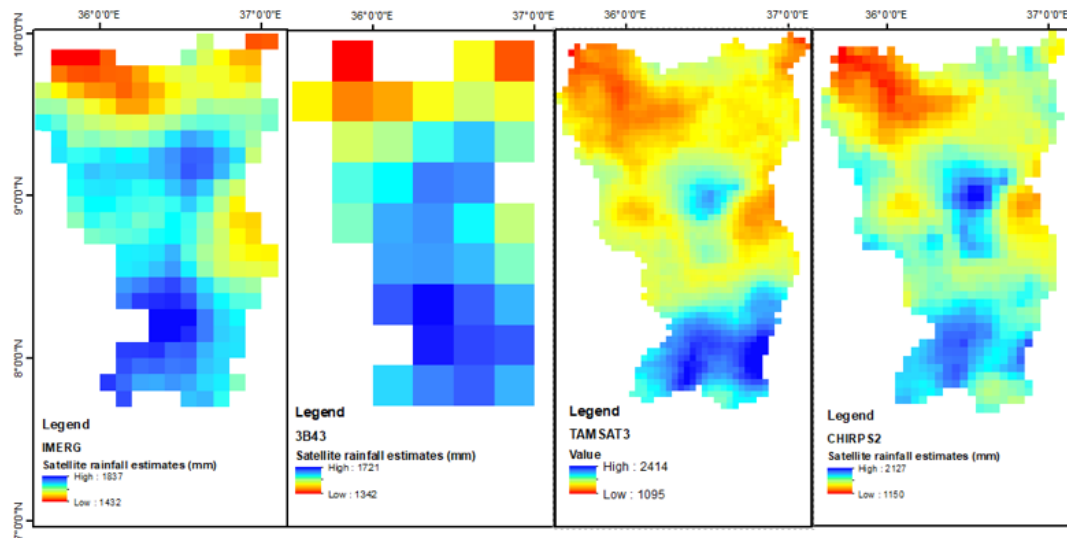 36°0'0"E 37°0'0"E 36°0'0"E 37°0'0"E 36°0'0"E 37°0'0"E 36°0'0"E 37°0'0"E
10°0'0"N
9°0'0"N
8°0'0"N
7°0'0"N
Legend
IMERG
Satellite rainfall estimates (mm)
High : 1837
Low : 1432
Legend
3B43
Satellite rainfall estimates (mm)
High : 1721
Low : 1342
Legend
TAMSAT3
Value
High : 2414
Low : 1095
Legend
CHIRPS2
Satellite rainfall estimates (mm)
High : 2127
Low : 1150